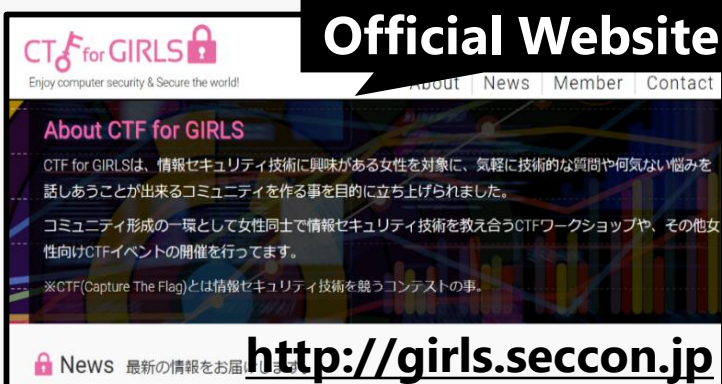 Official Website
CTF for GIRLS
Enjoy computer security & Secure the world!
About | News | Member | Contact
About CTF for GIRLS
CTF for GIRLSは、情報セキュリティ技術に興味がある女性を対象に、気軽に技術的な質問や何気ない悩みを
話しあうことが出来るコミュニティを作る事を目的に立ち上げられました。
コミュニティ形成の一環として女性同士で情報セキュリティ技術を教え合うCTFワークショップや、その他女
性向けCTFイベントの開催を行ってます。
※CTF(Capture The Flag)とは情報セキュリティ技術を競うコンテストの事。
News 最新の情報をお届けします
http://girls.seccon.jp